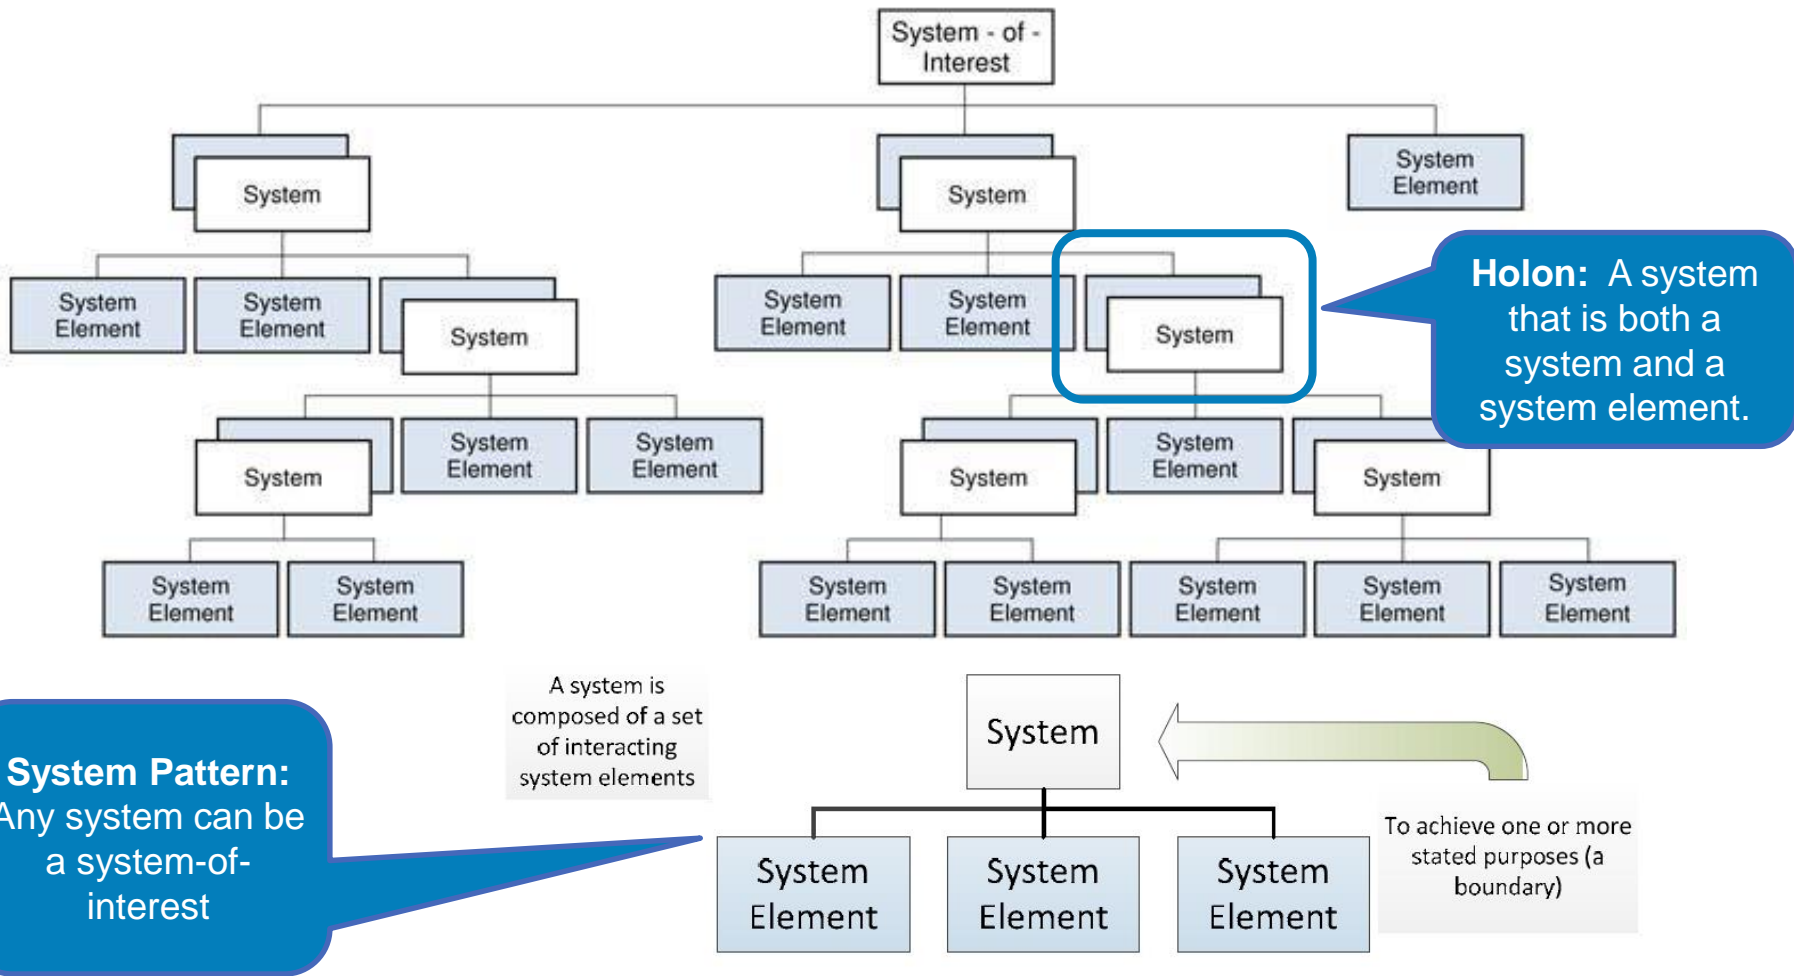 System - of -
Interest
System
System
System
Element
System
Element
System
Element
System
System
Element
System
Element
System
Holon:  A system
that is both a
system and a
system element.
System
System
Element
System
Element
System
System
Element
System
System
Element
System
Element
System
Element
System
Element
System
Element
System
Element
System
Element
A system is
composed of a set
of interacting
system elements
System
System Pattern:
Any system can be
a system-of-
interest
System
Element
System
Element
System
Element
To achieve one or more
stated purposes (a
boundary)